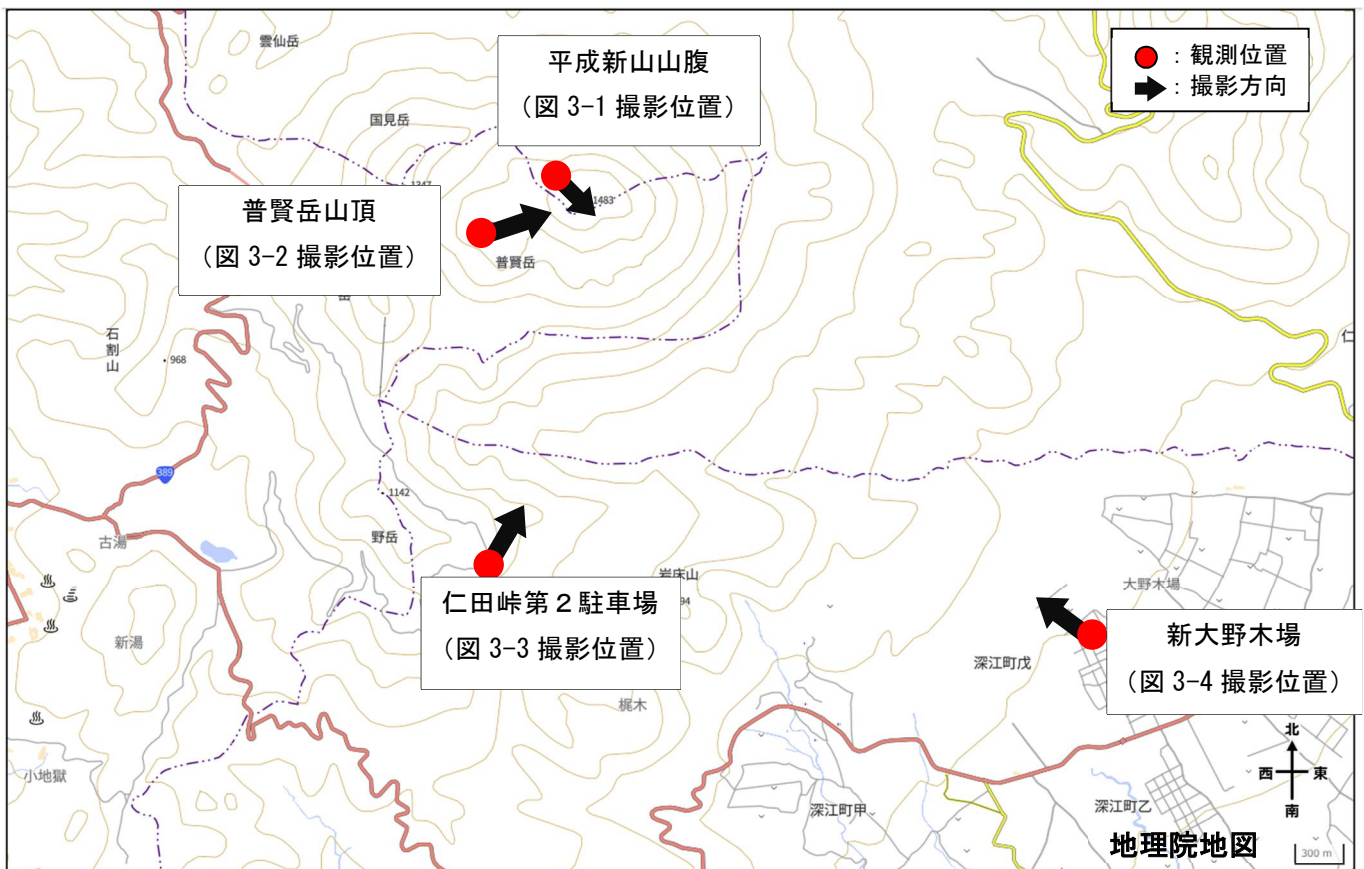 雲仙岳
平成新山山腹
（図 3-1 撮影位置）
：観測位置
：撮影方向
国見岳
1347
1483
普賢岳山頂
（図 3-2 撮影位置）
普賢岳
岳
石割山
968
仁
389
1142
古湯
野岳
岩床山
94
大野木場
仁田峠第２駐車場
（図 3-3 撮影位置）
新湯
新大野木場
（図 3-4 撮影位置）
深江町戊
梶木
北
西
東
南
小地獄
深江町甲
深江町乙
地理院地図
300 m